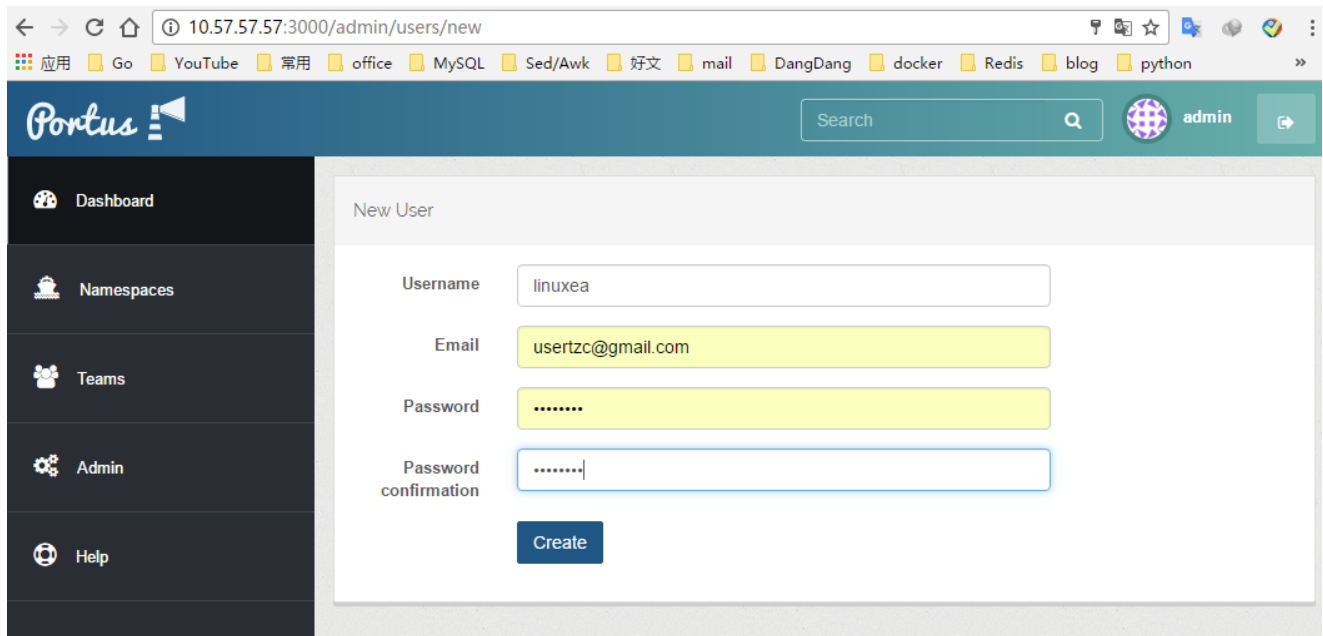 10.57.57.57:3000/admin/users/new
应用 Go YouTube 常用 office MySQL Sed/Awk 好文 mail DangDang docker Redis blog python »
Portus Search admin
Dashboard
Namespaces
Teams
Admin
Help
New User
Username linuxea
Email usertzc@gmail.com
Password ••••••••
Password
confirmation ••••••••
Create